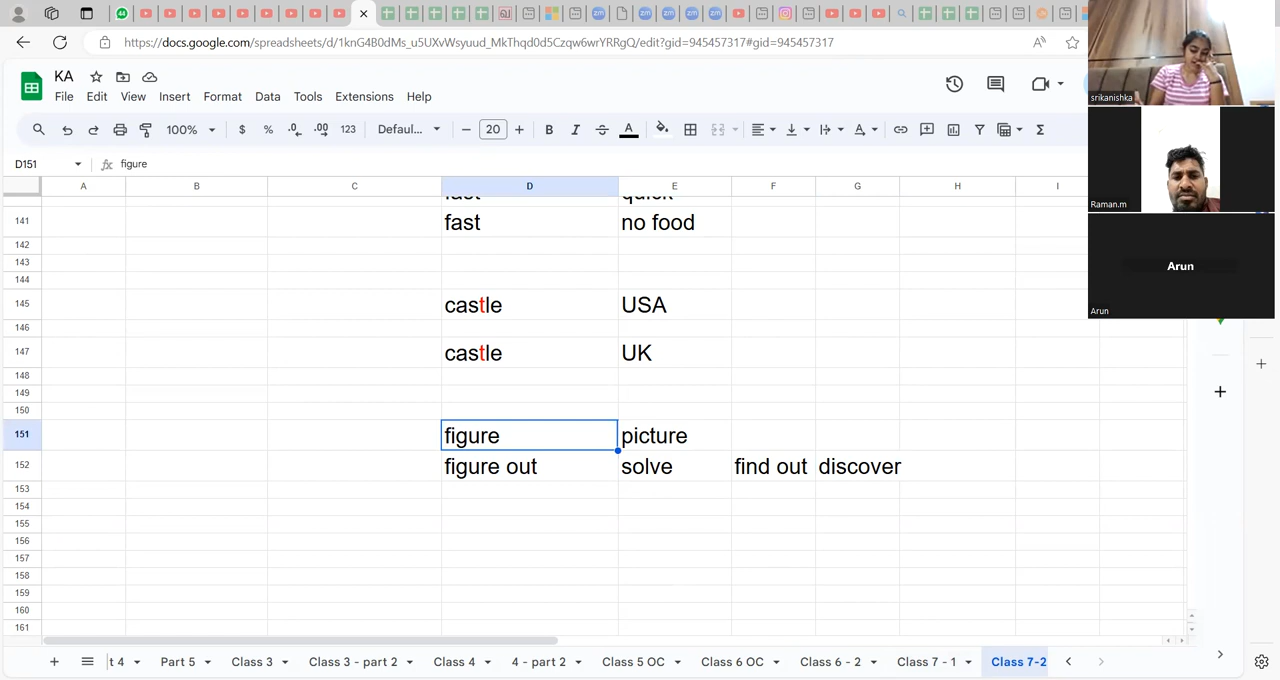 44
https://docs.google.com/spreadsheets/d/1knG4B0dMs_u5UXvWsyuud_MkThqd0d5Czqw6wrYRRgQ/edit?gid=945457317#gid=945457317
KA
File Edit View Insert Format Data Tools Extensions Help
100% $ % .0 .00 123 Defaul... 20 B I A
D151 fx figure
A B C D E F G H I
fast quick
141 fast no food
142
143
144
145 castle USA
146
147 castle UK
148
149
150
151 figure picture
152 figure out solve find out discover
153
154
155
156
157
158
159
160
161
t 4 Part 5 Class 3 Class 3 - part 2 Class 4 4 - part 2 Class 5 OC Class 6 OC Class 6 - 2 Class 7 - 1 Class 7-2
srikanishka
Raman.m
Arun
Arun